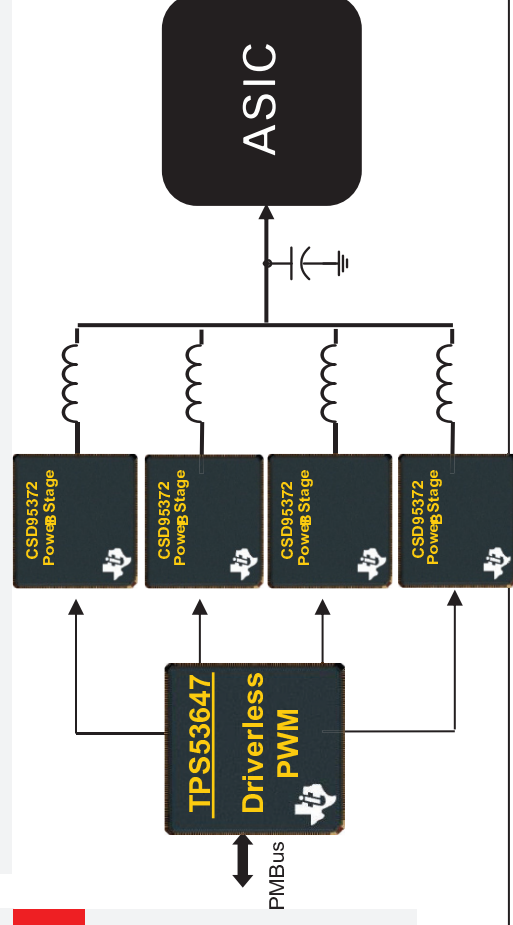 CSD95372
B
Power Stage
CSD95372
B
Power Stage
TPS53647
Driverless
PWM
PMBus
ASIC
CSD95372
B
Power Stage
CSD95372
B
Power Stage